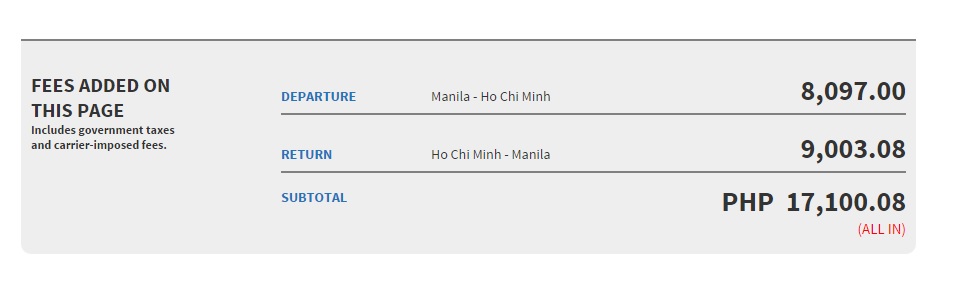 FEES ADDED ON
THIS PAGE
Includes government taxes
and carrier-imposed fees.
DEPARTURE Manila - Ho Chi Minh 8,097.00
RETURN Ho Chi Minh - Manila 9,003.08
SUBTOTAL PHP 17,100.08
(ALL IN)